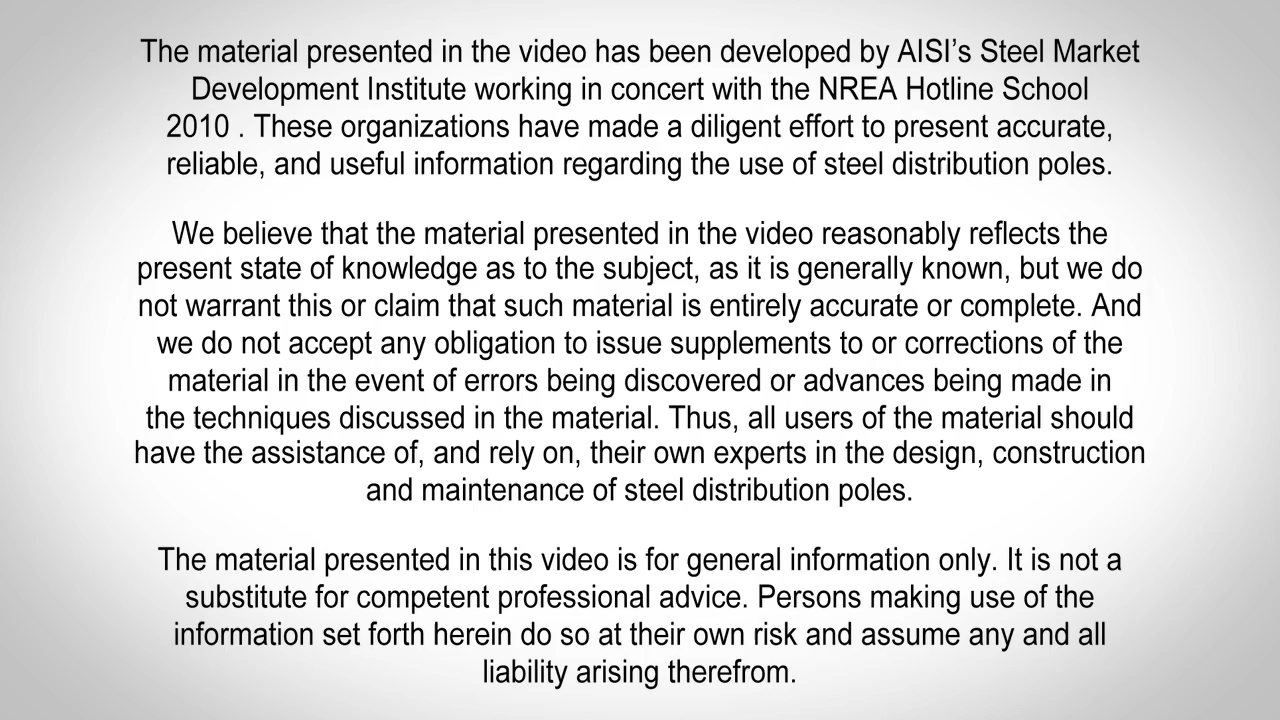 The material presented in the video has been developed by AISI’s Steel Market
Development Institute working in concert with the NREA Hotline School
2010 . These organizations have made a diligent effort to present accurate,
reliable, and useful information regarding the use of steel distribution poles.
We believe that the material presented in the video reasonably reflects the
present state of knowledge as to the subject, as it is generally known, but we do
not warrant this or claim that such material is entirely accurate or complete. And
we do not accept any obligation to issue supplements to or corrections of the
material in the event of errors being discovered or advances being made in
the techniques discussed in the material. Thus, all users of the material should
have the assistance of, and rely on, their own experts in the design, construction
and maintenance of steel distribution poles.
The material presented in this video is for general information only. It is not a
substitute for competent professional advice. Persons making use of the
information set forth herein do so at their own risk and assume any and all
liability arising therefrom.